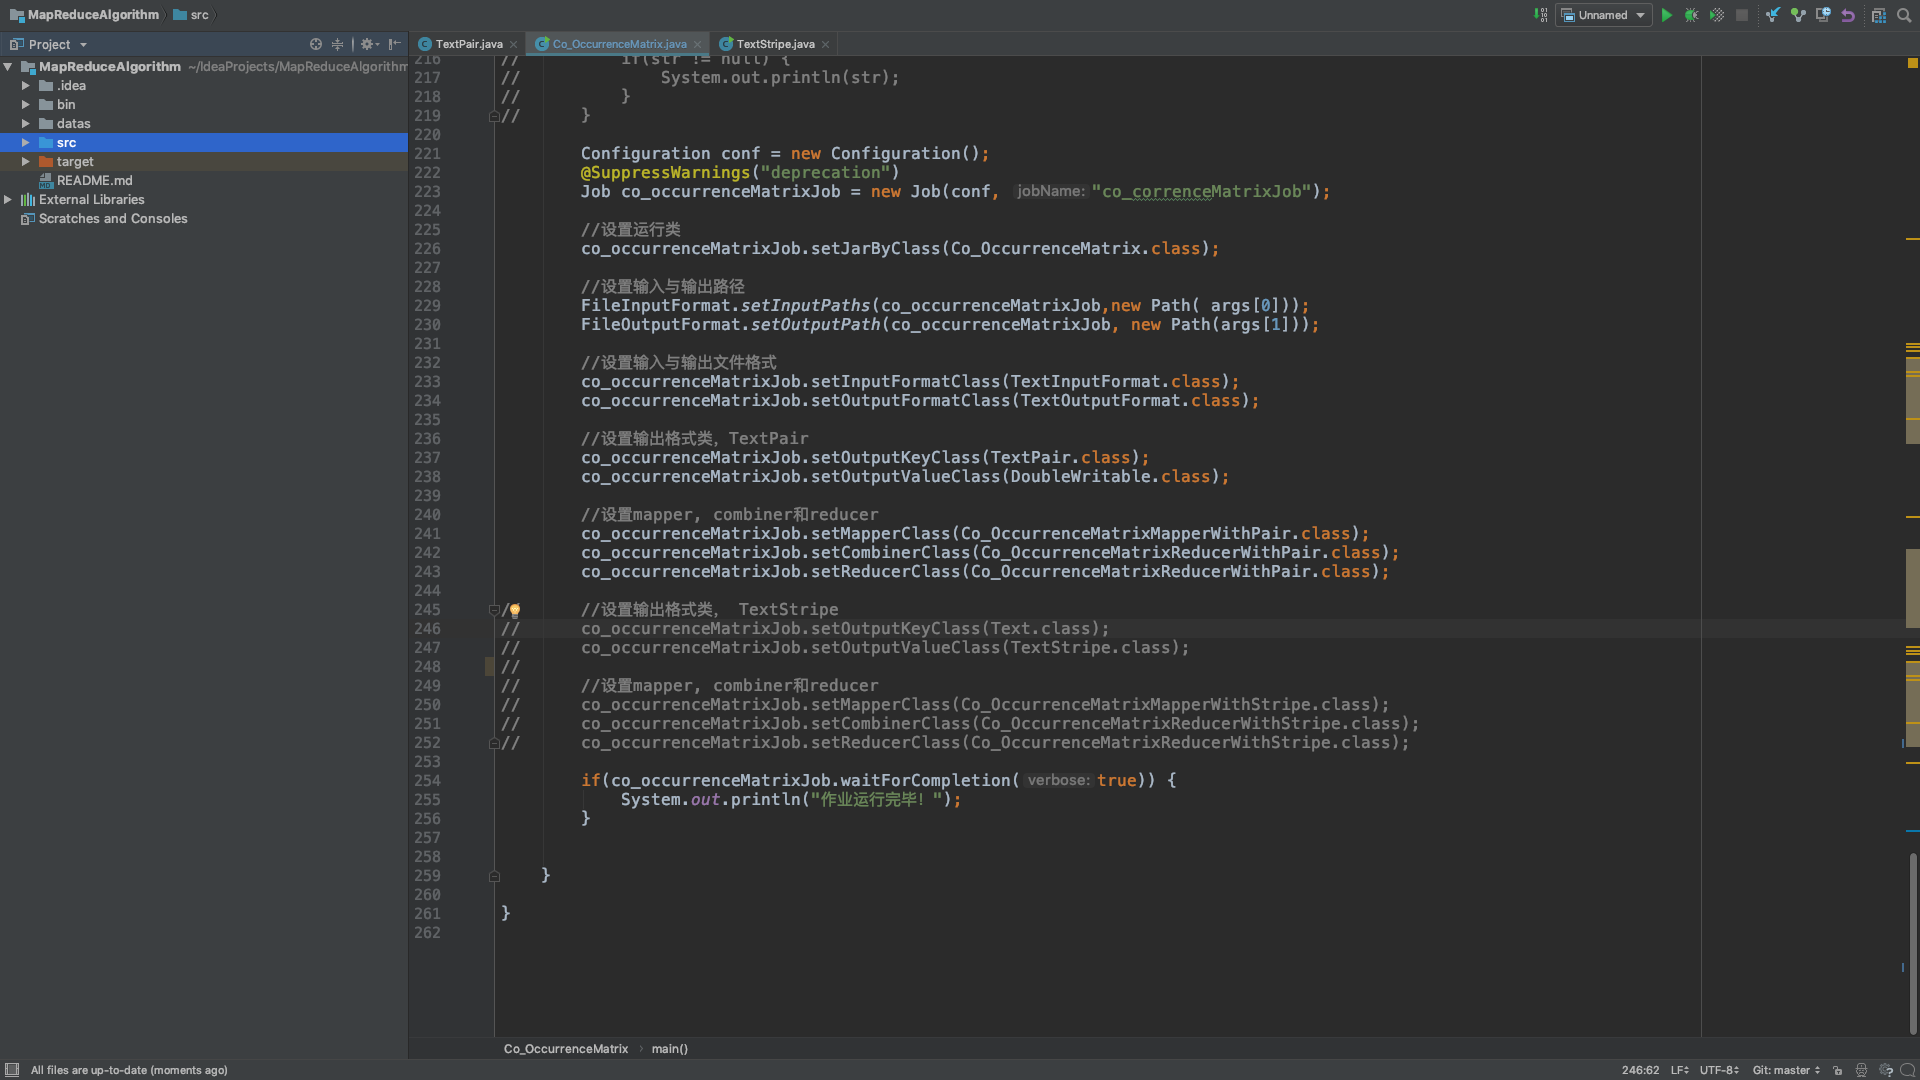 MapReduceAlgorithm src
Unnamed
Project
TextPair.java Co_OccurrenceMatrix.java TextStripe.java
MapReduceAlgorithm ~/IdeaProjects/MapReduceAlgorithm
.idea
bin
datas
src
target
README.md
External Libraries
Scratches and Consoles
216 // if(str != null) {
217 // System.out.println(str);
218 // }
219 // }
220
221 Configuration conf = new Configuration();
222 @SuppressWarnings("deprecation")
223 Job co_occurrenceMatrixJob = new Job(conf, jobName: "co_correnceMatrixJob");
224
225 //设置运行类
226 co_occurrenceMatrixJob.setJarByClass(Co_OccurrenceMatrix.class);
227
228 //设置输入与输出路径
229 FileInputFormat.setInputPaths(co_occurrenceMatrixJob,new Path( args[0]));
230 FileOutputFormat.setOutputPath(co_occurrenceMatrixJob, new Path(args[1]));
231
232 //设置输入与输出文件格式
233 co_occurrenceMatrixJob.setInputFormatClass(TextInputFormat.class);
234 co_occurrenceMatrixJob.setOutputFormatClass(TextOutputFormat.class);
235
236 //设置输出格式类，TextPair
237 co_occurrenceMatrixJob.setOutputKeyClass(TextPair.class);
238 co_occurrenceMatrixJob.setOutputValueClass(DoubleWritable.class);
239
240 //设置mapper, combiner和reducer
241 co_occurrenceMatrixJob.setMapperClass(Co_OccurrenceMatrixMapperWithPair.class);
242 co_occurrenceMatrixJob.setCombinerClass(Co_OccurrenceMatrixReducerWithPair.class);
243 co_occurrenceMatrixJob.setReducerClass(Co_OccurrenceMatrixReducerWithPair.class);
244
245 / //设置输出格式类， TextStripe
246 // co_occurrenceMatrixJob.setOutputKeyClass(Text.class);
247 // co_occurrenceMatrixJob.setOutputValueClass(TextStripe.class);
248 //
249 // //设置mapper, combiner和reducer
250 // co_occurrenceMatrixJob.setMapperClass(Co_OccurrenceMatrixMapperWithStripe.class);
251 // co_occurrenceMatrixJob.setCombinerClass(Co_OccurrenceMatrixReducerWithStripe.class);
252 // co_occurrenceMatrixJob.setReducerClass(Co_OccurrenceMatrixReducerWithStripe.class);
253
254 if(co_occurrenceMatrixJob.waitForCompletion( verbose: true)) {
255 System.out.println("作业运行完毕！");
256 }
257
258
259 }
260
261 }
262
Co_OccurrenceMatrix main()
All files are up-to-date (moments ago) 246:62 LF UTF-8 Git: master